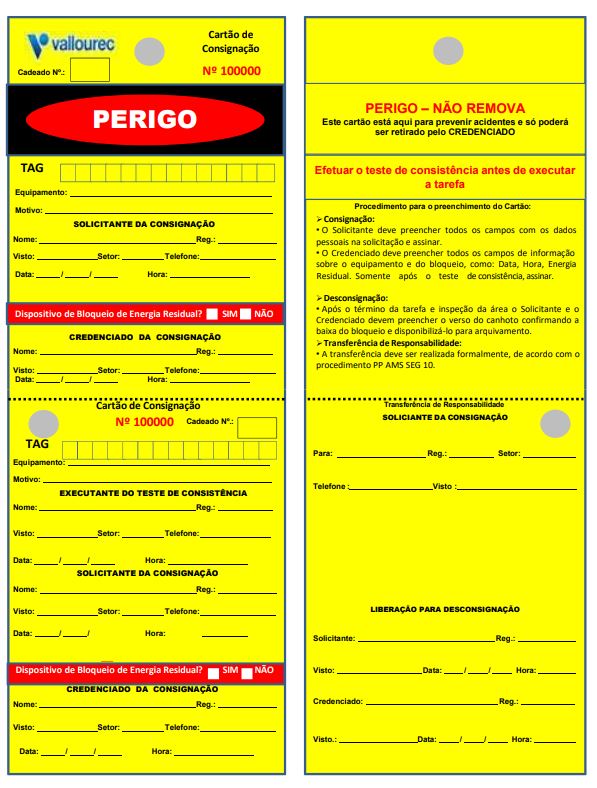 vallourec
Cartão de
Consignação
Cadeado Nº.:
Nº 100000
PERIGO
TAG
Equipamento:
Motivo:
SOLICITANTE DA CONSIGNAÇÃO
Nome: Reg.:
Visto: Setor: Telefone:
Data: / / Hora:
Dispositivo de Bloqueio de Energia Residual? SIM NÃO
CREDENCIADO DA CONSIGNAÇÃO
Nome: Reg.:
Visto: Setor: Telefone:
Data: / / Hora:
Cartão de Consignação
Nº 100000 Cadeado Nº.:
TAG
Equipamento:
Motivo:
EXECUTANTE DO TESTE DE CONSISTÊNCIA
Nome: Reg.:
Visto: Setor: Telefone:
Data: / / Hora:
SOLICITANTE DA CONSIGNAÇÃO
Nome: Reg.:
Visto: Setor: Telefone:
Data: / / Hora:
Dispositivo de Bloqueio de Energia Residual? SIM NÃO
CREDENCIADO DA CONSIGNAÇÃO
Nome: Reg.:
Visto: Setor: Telefone:
Data: / / Hora:
PERIGO – NÃO REMOVA
Este cartão está aqui para prevenir acidentes e só poderá
ser retirado pelo CREDENCIADO
Efetuar o teste de consistência antes de executar
a tarefa
Procedimento para o preenchimento do Cartão:
➢Consignação:
• O Solicitante deve preencher todos os campos com os dados
pessoais na solicitação e assinar.
• O Credenciado deve preencher todos os campos de informação
sobre o equipamento e do bloqueio, como: Data, Hora, Energia
Residual. Somente após o teste de consistência, assinar.
➢Desconsignação:
• Após o término da tarefa e inspeção da área o Solicitante e o
Credenciado devem preencher o verso do canhoto confirmando a
baixa do bloqueio e disponibilizá-lo para arquivamento.
➢Transferência de Responsabilidade:
• A transferência deve ser realizada formalmente, de acordo com o
procedimento PP AMS SEG 10.
Transferência de Responsabilidade
SOLICIANTE DA CONSIGNAÇÃO
Para: Reg.: Setor:
Telefone : Visto :
LIBERAÇÃO PARA DESCONSIGNAÇÃO
Solicitante: Reg.:
Visto: Data: / / Hora:
Credenciado: Reg.:
Visto.: Data: / / Hora: